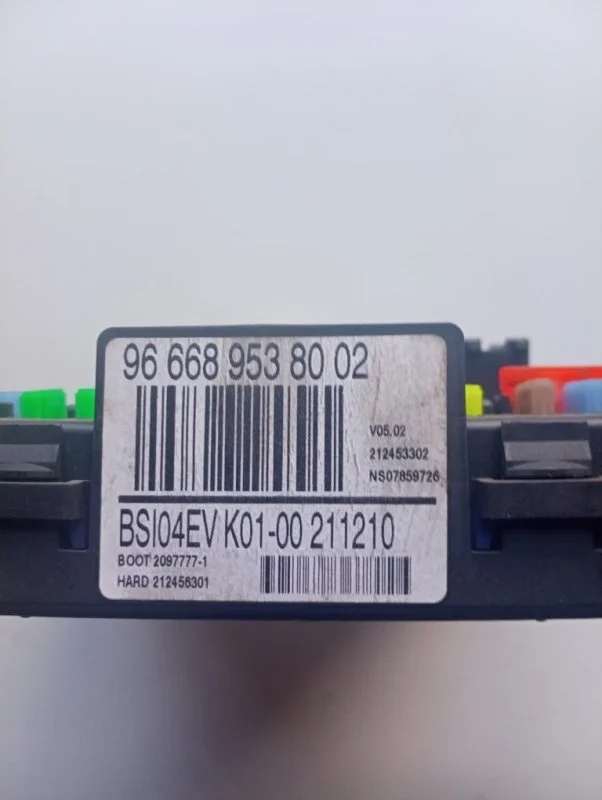 96 668 953 80 02
V05.02
212453302
NS07859726
BSI04EV K01-00 211210
BOOT 2097777-1
HARD 212456301